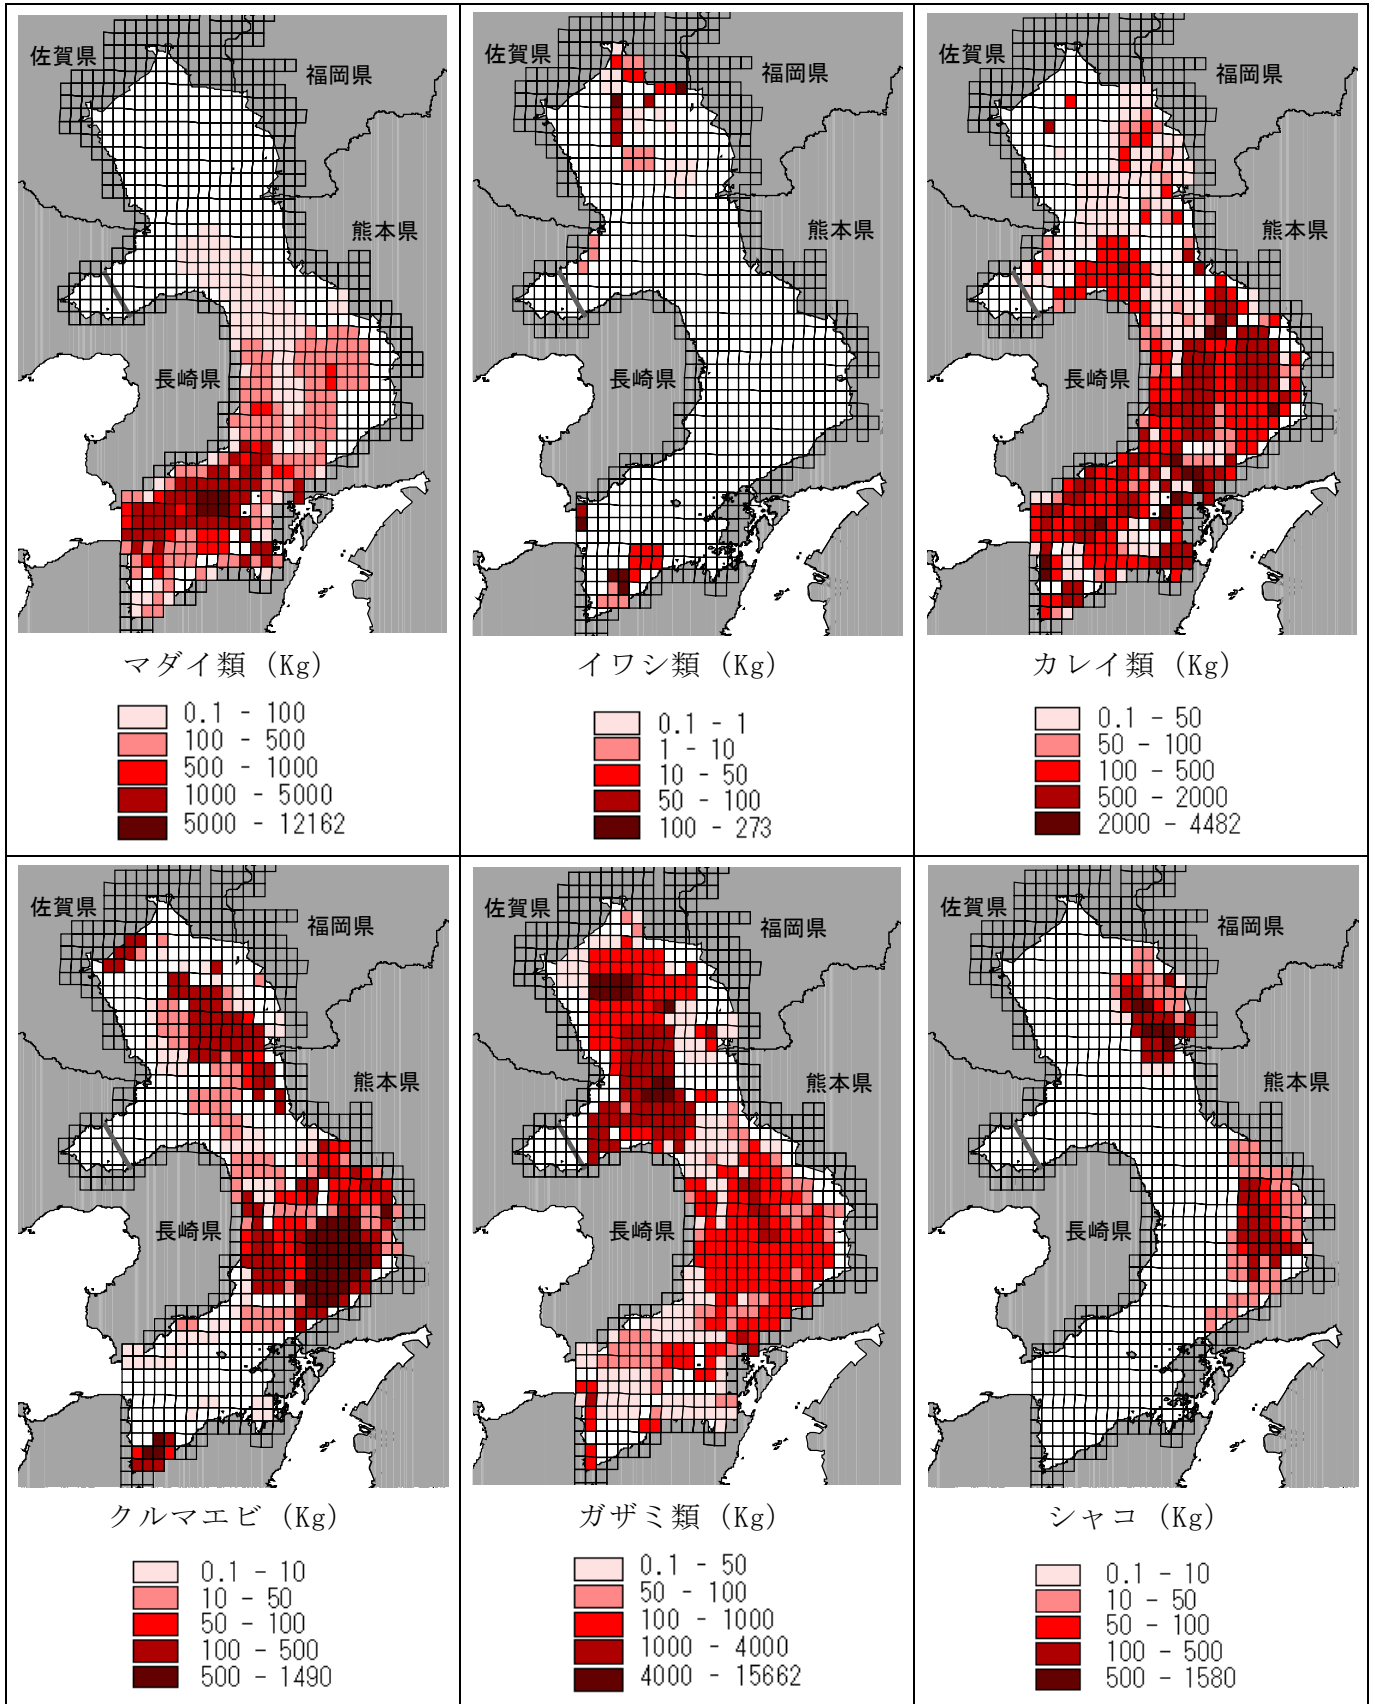 佐賀県
福岡県
熊本県
長崎県
マダイ類 (Kg)
0.1 - 100
100 - 500
500 - 1000
1000 - 5000
5000 - 12162
佐賀県
福岡県
熊本県
長崎県
イワシ類 (Kg)
0.1 - 1
1 - 10
10 - 50
50 - 100
100 - 273
佐賀県
福岡県
熊本県
長崎県
カレイ類 (Kg)
0.1 - 50
50 - 100
100 - 500
500 - 2000
2000 - 4482
佐賀県
福岡県
熊本県
長崎県
クルマエビ (Kg)
0.1 - 10
10 - 50
50 - 100
100 - 500
500 - 1490
佐賀県
福岡県
熊本県
長崎県
ガザミ類 (Kg)
0.1 - 50
50 - 100
100 - 1000
1000 - 4000
4000 - 15662
佐賀県
福岡県
熊本県
長崎県
シャコ (Kg)
0.1 - 10
10 - 50
50 - 100
100 - 500
500 - 1580